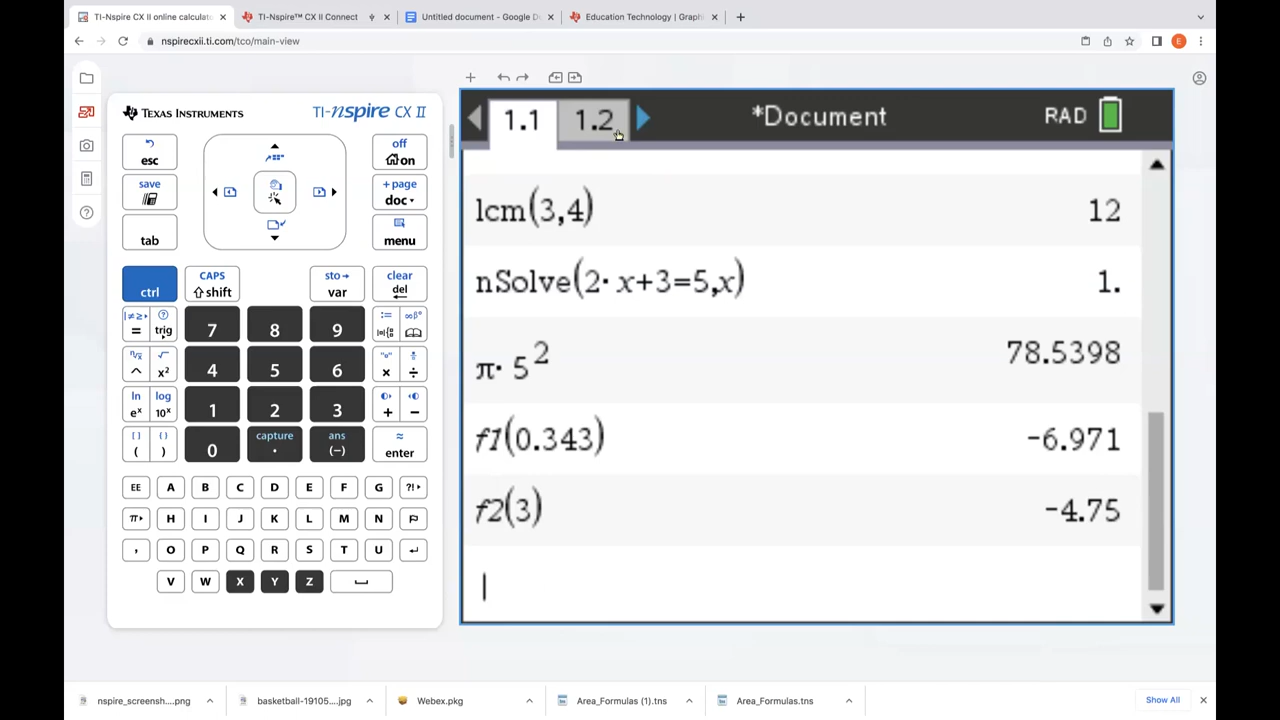 TI-Nspire CX II online calculat
TI-Nspire™ CX II Connect
Untitled document - Google D
Education Technology | Graph
nspirecxii.ti.com/tco/main-view
TEXAS INSTRUMENTS
TI-nspire CX II
esc
off
on
save
+ page
doc
tab
menu
ctrl
CAPS
shift
sto→
var
clear
del
= trig 7 8 9
^ x² 4 5 6 × ÷
ln log
eˣ 10ˣ 1 2 3 + −
[ ] ( )
( ) 0
capture
.
ans
(−)
≈
enter
EE A B C D E F G ?!▸
π▸ H I J K L M N
, O P Q R S T U
V W X Y Z
1.1 1.2 *Document RAD
lcm(3,4) 12
nSolve(2·x+3=5,x) 1.
π·5² 78.5398
f1(0.343) -6.971
f2(3) -4.75
nspire_screensh....png
basketball-19105....jpg
Webex.pkg
Area_Formulas (1).tns
Area_Formulas.tns
Show All